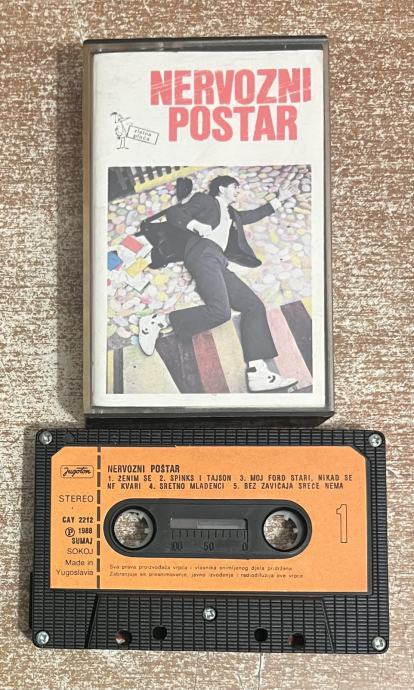 NERVOZNI
POSTAR
zlatna
ptica
Jugoton
STEREO
CAY 2212
℗ 1988
SUMAJ
SOKOJ
Made in
Yugoslavia
NERVOZNI POŠTAR
1. ŽENIM SE 2. SPINKS I TAJSON 3. MOJ FORD STARI, NIKAD SE
NE KVARI 4. SRETNO MLADENCI 5. BEZ ZAVIČAJA SREĆE NEMA
1
100 50 0
Sva prava proizvođača vrpca i vlasnika snimljenog djela pridržana.
Zabranjuje se presnimavanje, javno izvođenje i radiodifuzija ove vrpce.